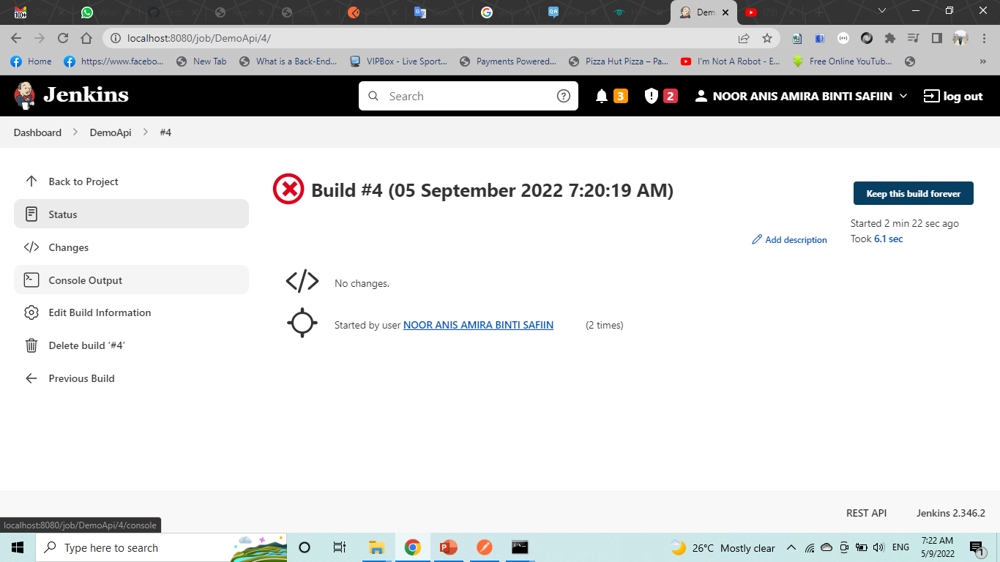 100+
Dem
localhost:8080/job/DemoApi/4/
Home
https://www.facebo...
New Tab
What is a Back-End...
VIPBox - Live Sport...
Payments Powered...
Pizza Hut Pizza – Pa...
I'm Not A Robot - E...
Free Online YouTub...
»
Jenkins
Search
3
2
NOOR ANIS AMIRA BINTI SAFIIN
log out
Dashboard
DemoApi
#4
Back to Project
Status
Changes
Console Output
Edit Build Information
Delete build ‘#4’
Previous Build
Build #4 (05 September 2022 7:20:19 AM)
Keep this build forever
Started 2 min 22 sec ago
Took 6.1 sec
Add description
No changes.
Started by user NOOR ANIS AMIRA BINTI SAFIIN (2 times)
REST API
Jenkins 2.346.2
localhost:8080/job/DemoApi/4/console
Type here to search
26°C Mostly clear
ENG
7:22 AM
5/9/2022
1